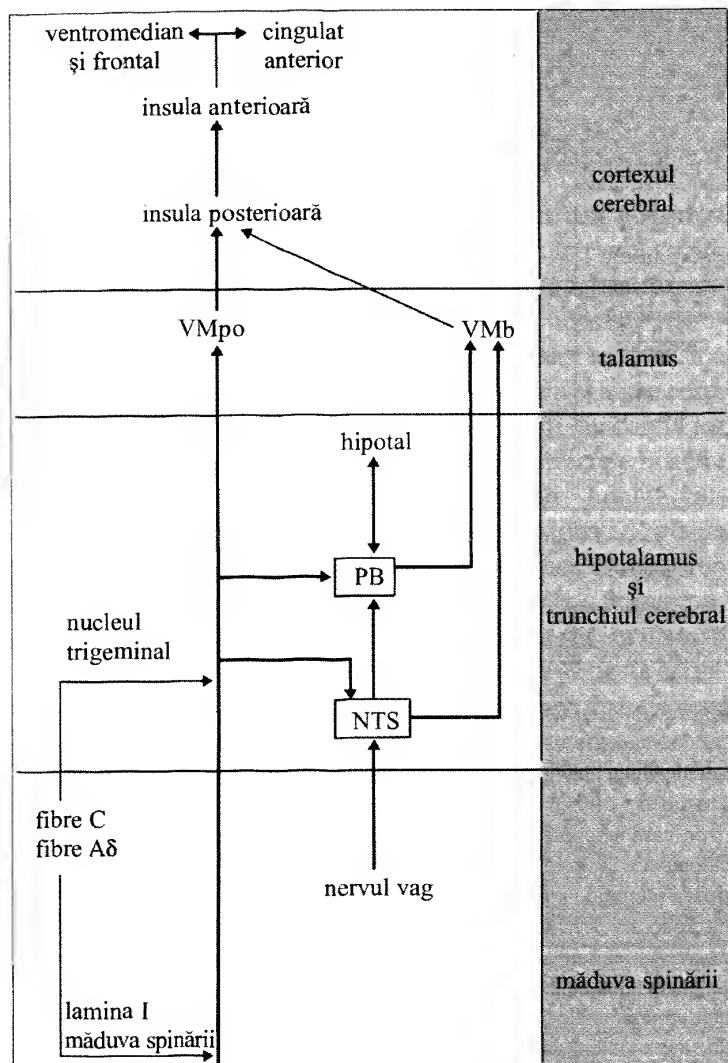 ventromedian
și frontal
cingulat
anterior
insula anterioară
insula posterioară
cortexul
cerebral
VMpo
VMb
talamus
hipotal
PB
hipotalamus
și
trunchiul cerebral
nucleul
trigeminal
NTS
fibre C
fibre Aδ
nervul vag
lamina I
măduva spinării
măduva spinării